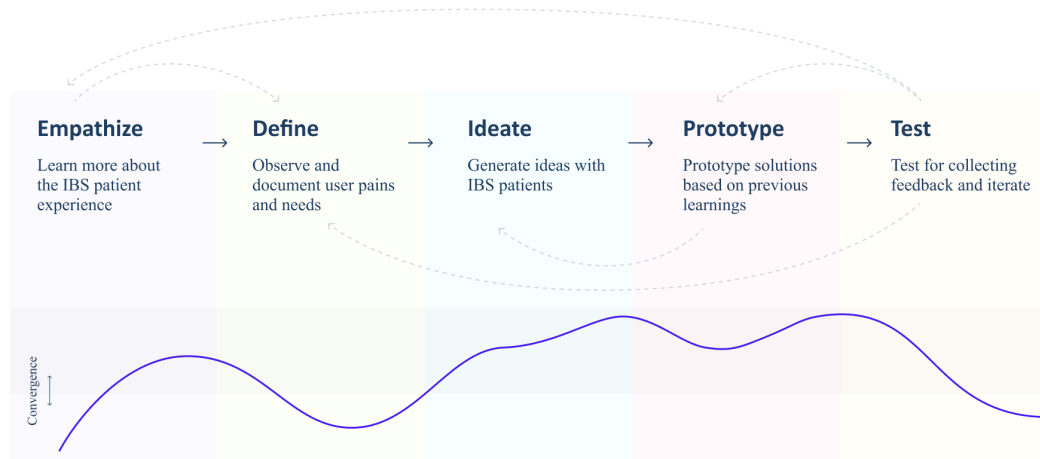 Empathize
Learn more about
the IBS patient
experience
Define
Observe and
document user pains
and needs
Ideate
Generate ideas with
IBS patients
Prototype
Prototype solutions
based on previous
learnings
Test
Test for collecting
feedback and iterate
Convergence